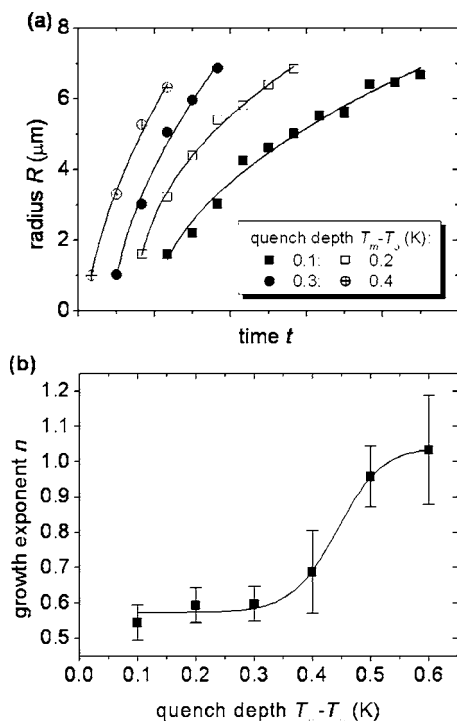 (a)
8
6
4
2
0
radius R (μm)
quench depth T_m-T_ (K):
0.1: 0.2
0.3: 0.4
time t
(b)
1.2
1.1
1.0
0.9
0.8
0.7
0.6
0.5
growth exponent n
0.0 0.1 0.2 0.3 0.4 0.5 0.6
quench depth T -T (K)